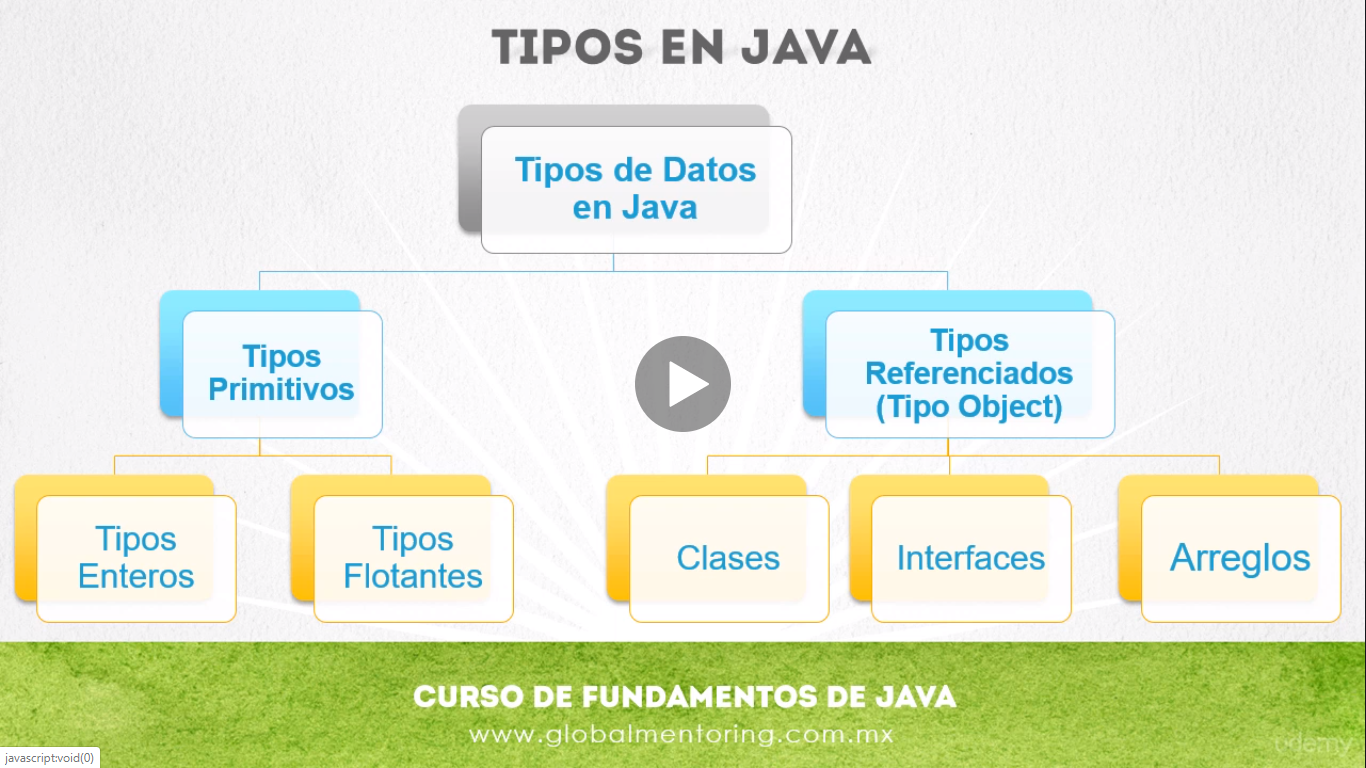 TIPOS EN JAVA
Tipos de Datos
en Java
Tipos
Primitivos
Tipos
Referenciados
(Tipo Object)
Tipos
Enteros
Tipos
Flotantes
Clases
Interfaces
Arreglos
CURSO DE FUNDAMENTOS DE JAVA
www.globalmentoring.com.mx
udemy
javascript:void(0)